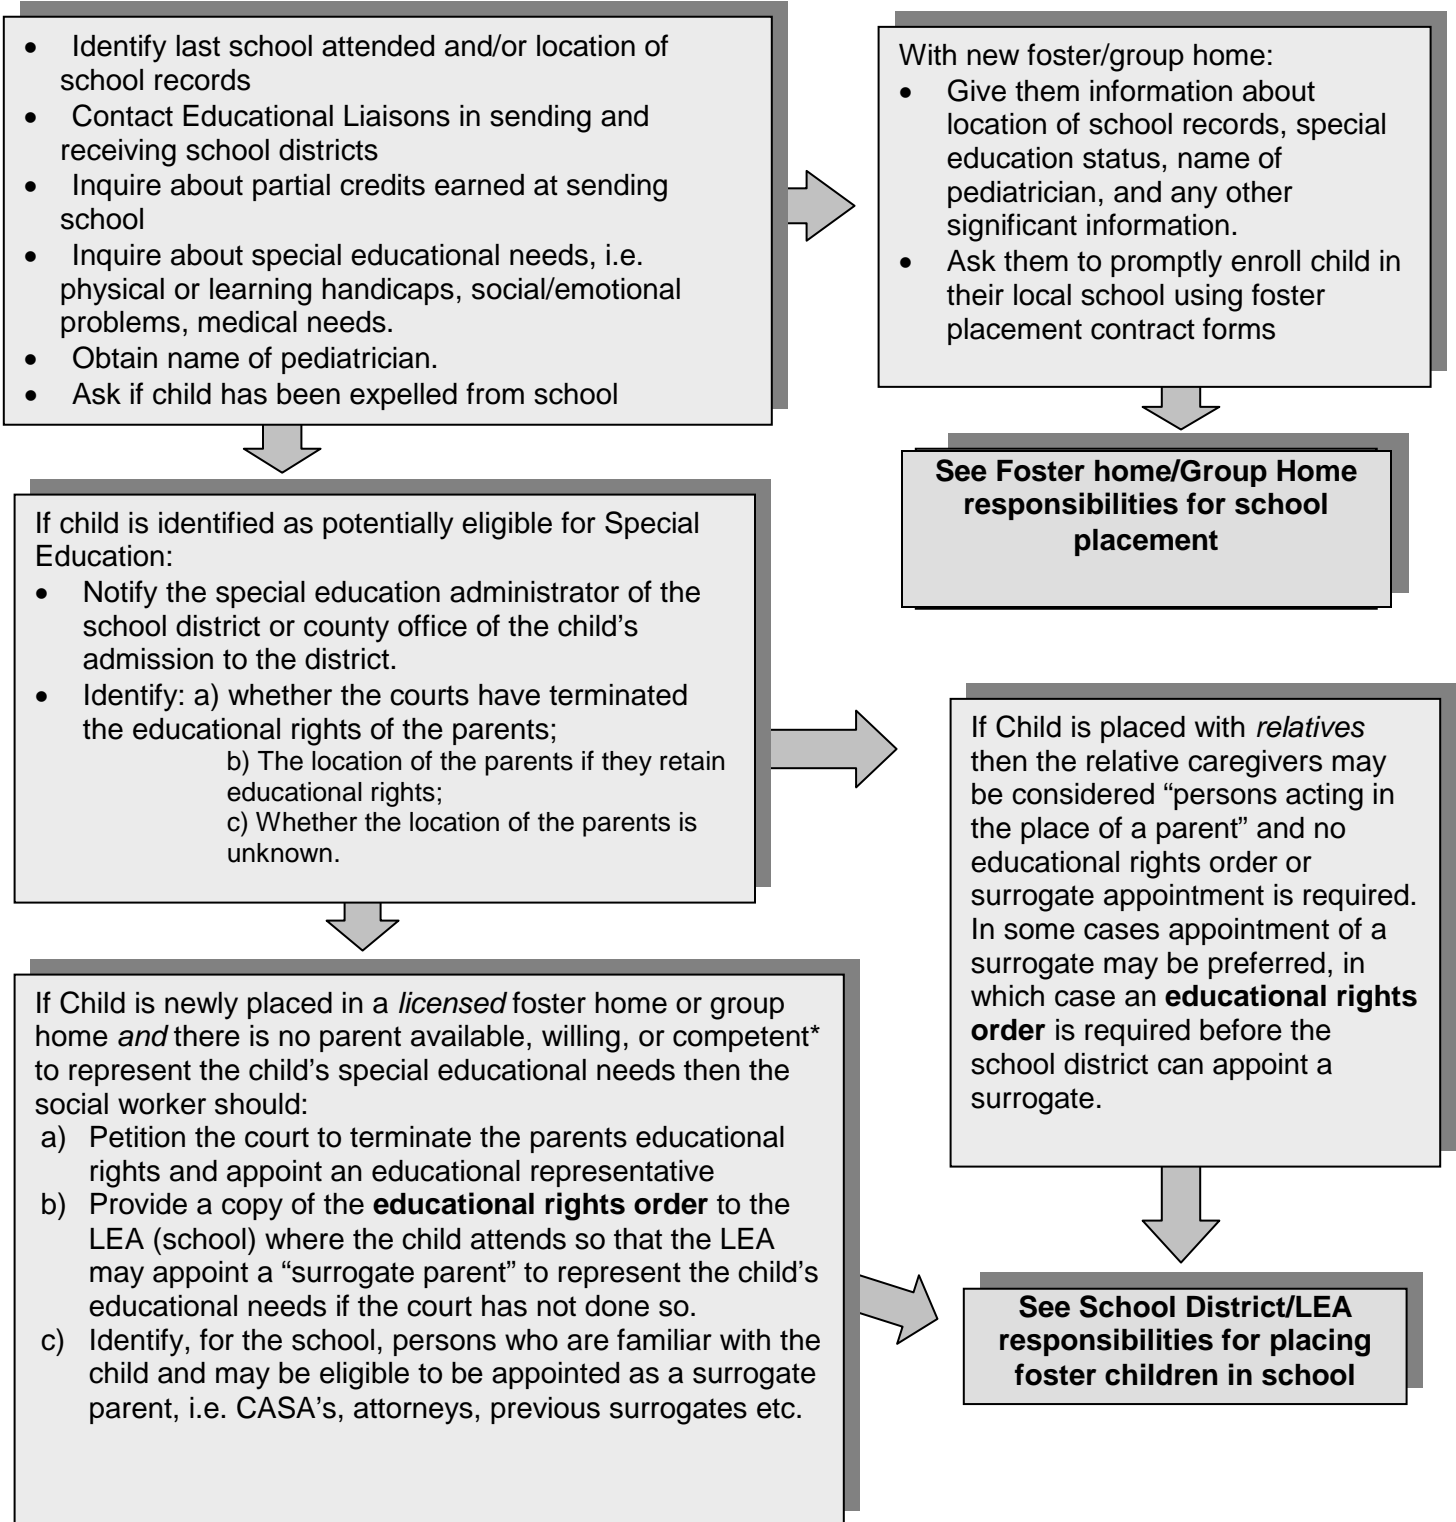 • Identify last school attended and/or location of
school records
• Contact Educational Liaisons in sending and
receiving school districts
• Inquire about partial credits earned at sending
school
• Inquire about special educational needs, i.e.
physical or learning handicaps, social/emotional
problems, medical needs.
• Obtain name of pediatrician.
• Ask if child has been expelled from school
With new foster/group home:
• Give them information about
location of school records, special
education status, name of
pediatrician, and any other
significant information.
• Ask them to promptly enroll child in
their local school using foster
placement contract forms
See Foster home/Group Home
responsibilities for school
placement
If child is identified as potentially eligible for Special
Education:
• Notify the special education administrator of the
school district or county office of the child’s
admission to the district.
• Identify: a) whether the courts have terminated
the educational rights of the parents;
b) The location of the parents if they retain
educational rights;
c) Whether the location of the parents is
unknown.
If Child is placed with relatives
then the relative caregivers may
be considered “persons acting in
the place of a parent” and no
educational rights order or
surrogate appointment is required.
In some cases appointment of a
surrogate may be preferred, in
which case an educational rights
order is required before the
school district can appoint a
surrogate.
If Child is newly placed in a licensed foster home or group
home and there is no parent available, willing, or competent*
to represent the child’s special educational needs then the
social worker should:
a) Petition the court to terminate the parents educational
rights and appoint an educational representative
b) Provide a copy of the educational rights order to the
LEA (school) where the child attends so that the LEA
may appoint a “surrogate parent” to represent the child’s
educational needs if the court has not done so.
c) Identify, for the school, persons who are familiar with the
child and may be eligible to be appointed as a surrogate
parent, i.e. CASA’s, attorneys, previous surrogates etc.
See School District/LEA
responsibilities for placing
foster children in school